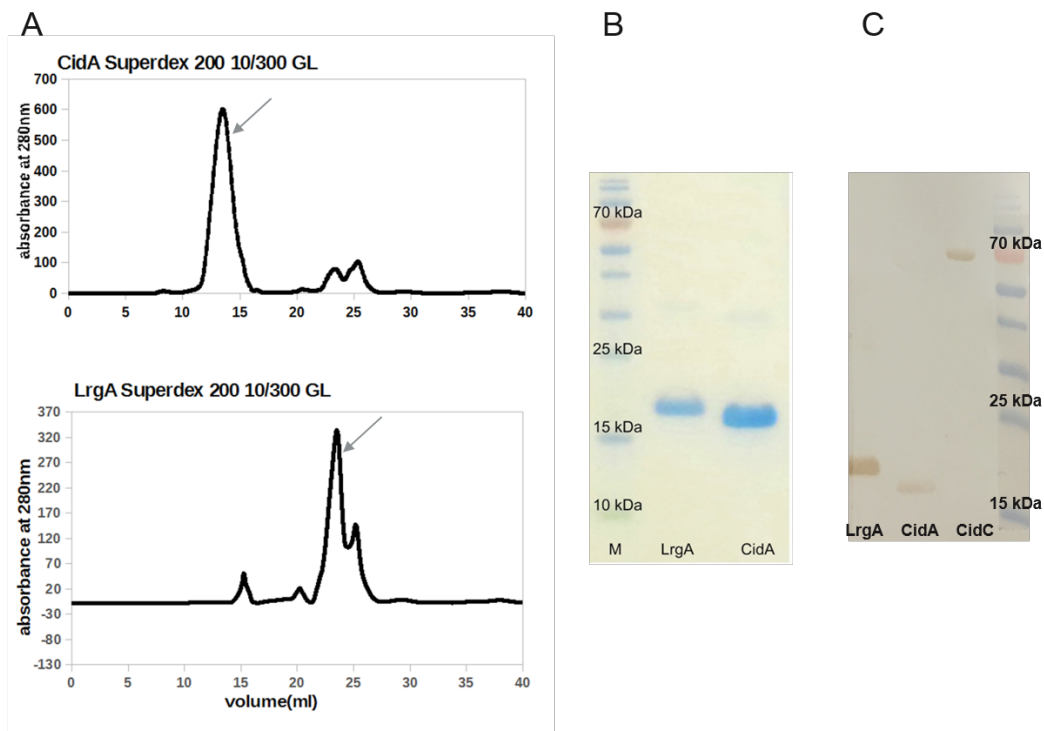 A
CidA Superdex 200 10/300 GL
absorbance at 280nm
700
600
500
400
300
200
100
0
0 5 10 15 20 25 30 35 40
LrgA Superdex 200 10/300 GL
absorbance at 280nm
370
320
270
220
170
120
70
20
-30
-80
-130
0 5 10 15 20 25 30 35 40
volume(ml)
B
70 kDa
25 kDa
15 kDa
10 kDa
M LrgA CidA
C
70 kDa
25 kDa
15 kDa
LrgA CidA CidC